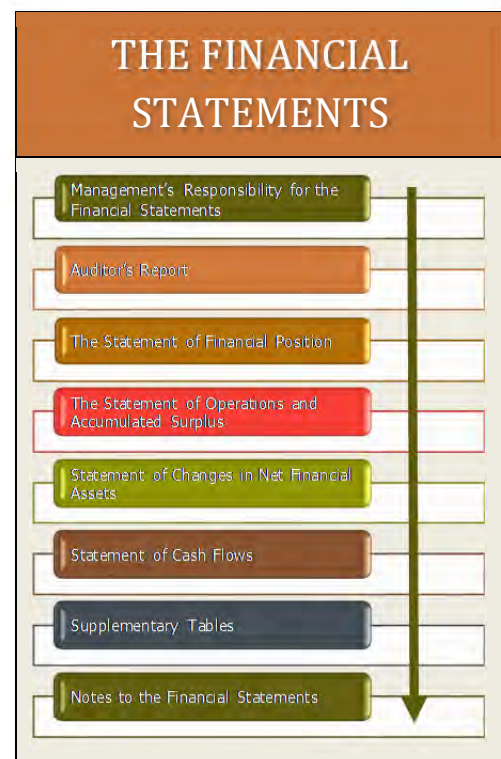 THE FINANCIAL
STATEMENTS
Management's Responsibility for the
Financial Statements
Auditor's Report
The Statement of Financial Position
The Statement of Operations and
Accumulated Surplus
Statement of Changes in Net Financial
Assets
Statement of Cash Flows
Supplementary Tables
Notes to the Financial Statements